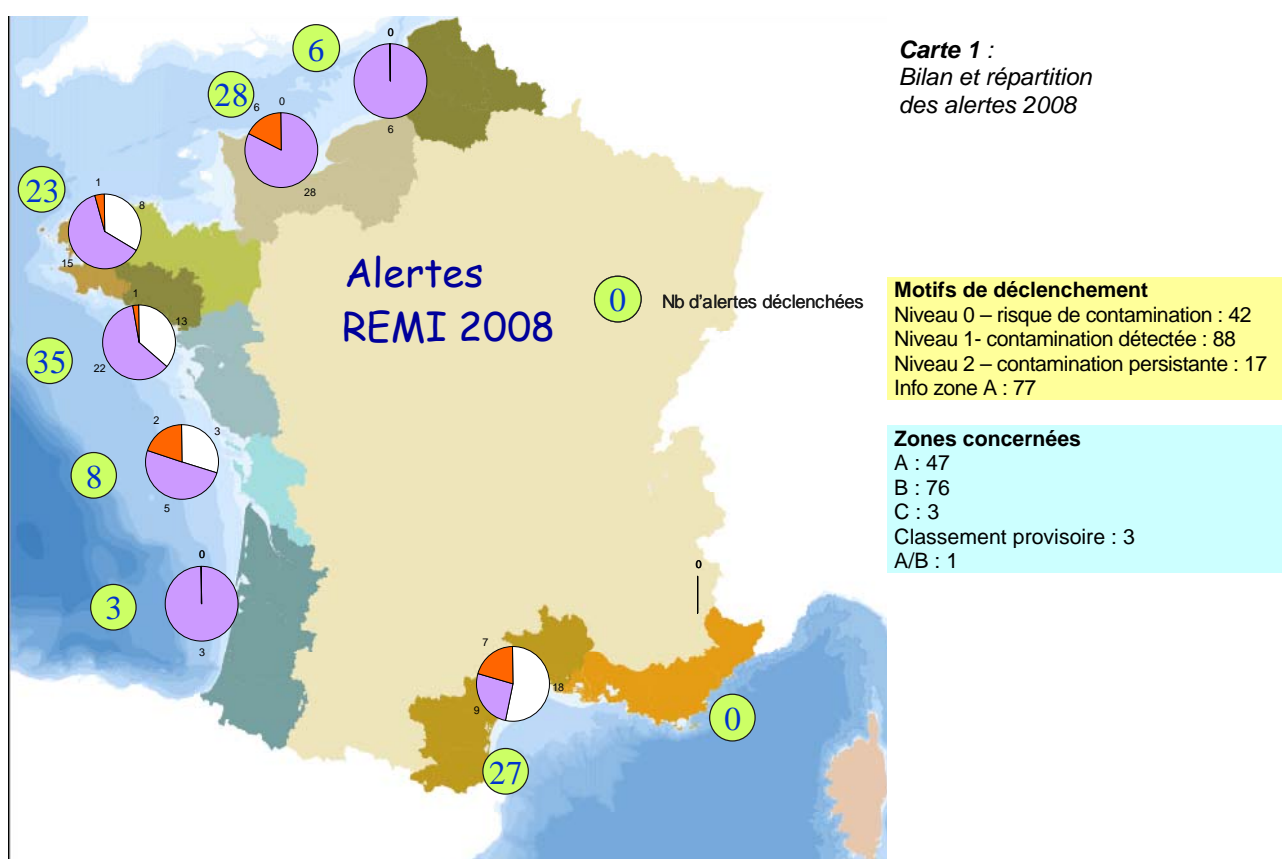 Carte 1 :
Bilan et répartition
des alertes 2008
6
0
6
28
6
0
28
23
1
8
15
35
1
13
22
8
2
3
5
3
0
3
Alertes
REMI 2008
0
Nb d'alertes déclenchées
0
0
7
18
9
27
Motifs de déclenchement
Niveau 0 – risque de contamination : 42
Niveau 1- contamination détectée : 88
Niveau 2 – contamination persistante : 17
Info zone A : 77
Zones concernées
A : 47
B : 76
C : 3
Classement provisoire : 3
A/B : 1